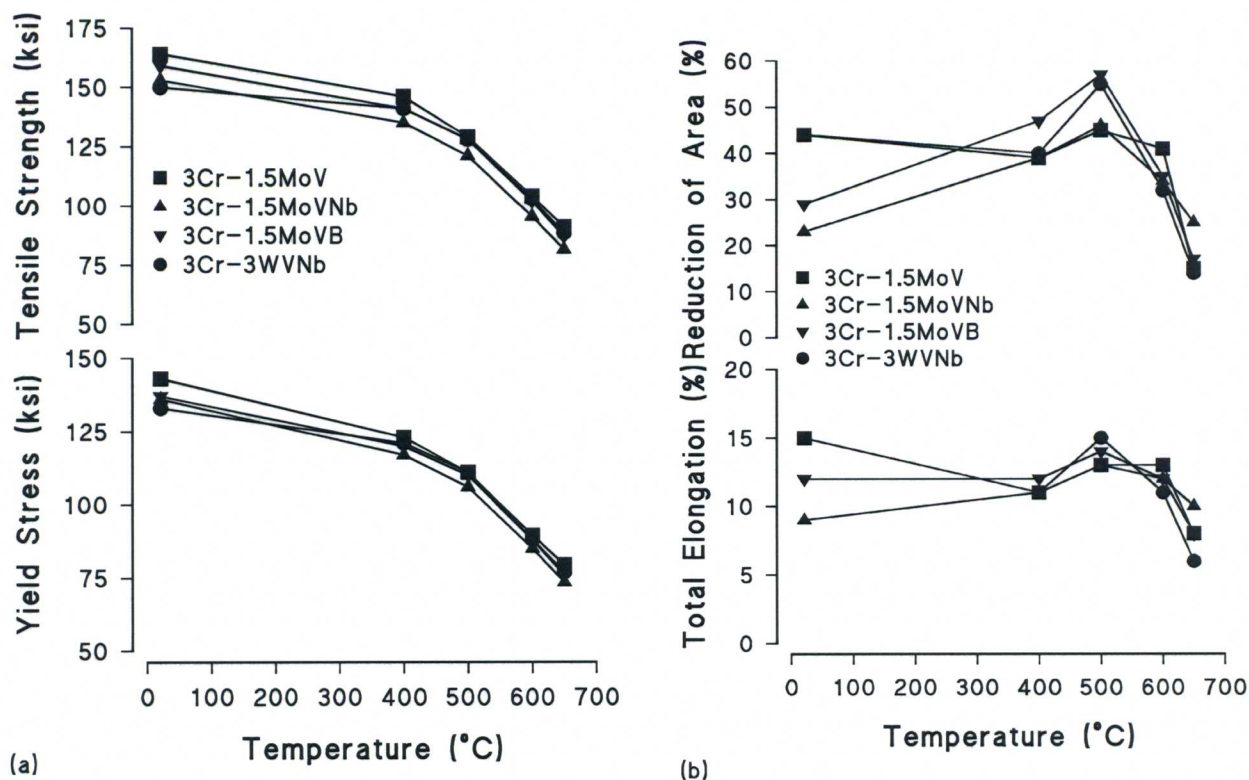 Tensile Strength (ksi)
175
150
125
100
75
50
3Cr-1.5MoV
3Cr-1.5MoVNb
3Cr-1.5MoVB
3Cr-3WVNb
Yield Stress (ksi)
150
125
100
75
50
0 100 200 300 400 500 600 700
Temperature (°C)
(a)
Reduction of Area (%)
60
50
40
30
20
10
0
3Cr-1.5MoV
3Cr-1.5MoVNb
3Cr-1.5MoVB
3Cr-3WVNb
Total Elongation (%)
20
15
10
5
0
0 100 200 300 400 500 600 700
Temperature (°C)
(b)